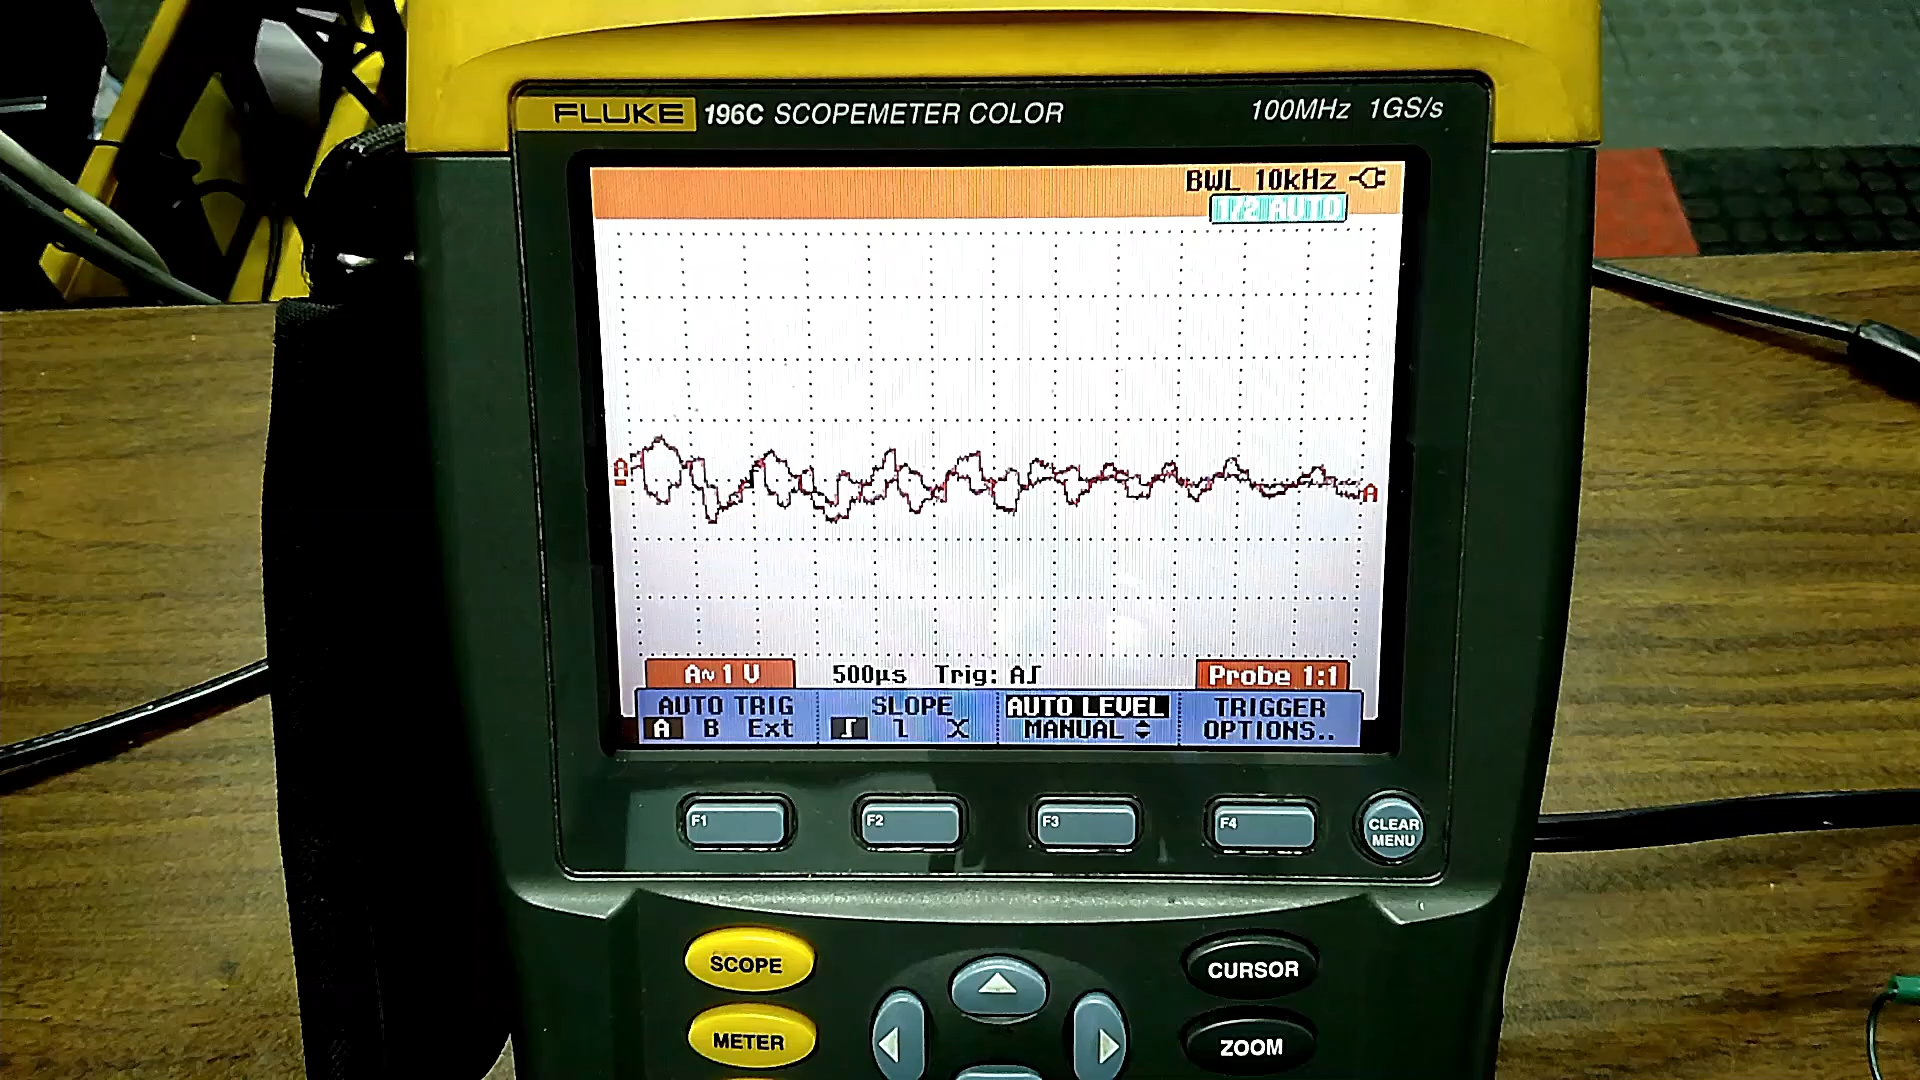 FLUKE 196C SCOPEMETER COLOR 100MHz 1GS/s
BWL 10kHz
1/2 AUTO
A
A
A~1 V 500µs Trig: A Probe 1:1
AUTO TRIG SLOPE AUTO LEVEL TRIGGER
A B Ext X MANUAL OPTIONS..
F1 F2 F3 F4 CLEAR
MENU
SCOPE CURSOR
METER ZOOM